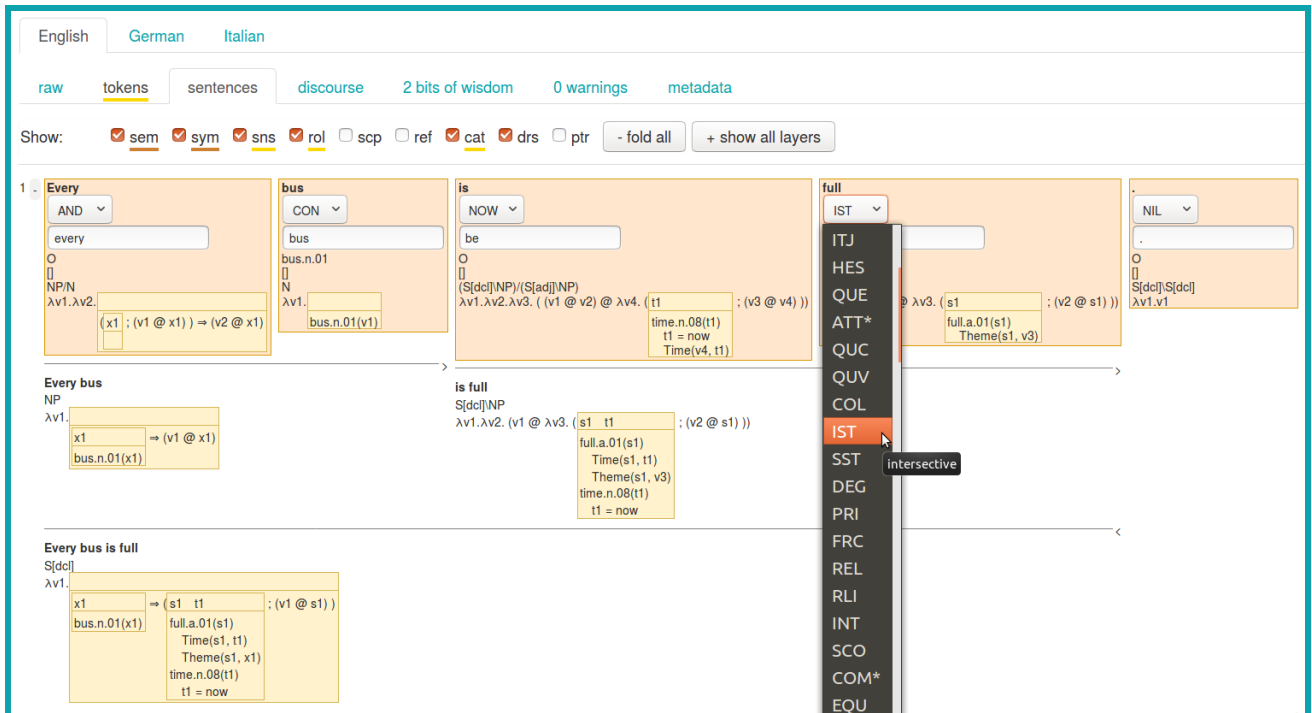 English German Italian
raw tokens sentences discourse 2 bits of wisdom 0 warnings metadata
Show: sem sym sns rol scp ref cat drs ptr - fold all + show all layers
1 - Every bus is full .
AND CON NOW IST NIL
every bus be .
O bus.n.01 O O
[] [] [] []
NP/N N (S[dcl]\NP)/(S[adj]\NP) S[dcl]\S[dcl]
λv1.λv2. λv1. λv1.λv2.λv3. ( (v1 @ v2) @ λv4. ( t1 ; (v3 @ v4) )) @ λv3. ( s1 ; (v2 @ s1) )) λv1.v1
( x1 ; (v1 @ x1) ) ⇒ (v2 @ x1) bus.n.01(v1) time.n.08(t1) full.a.01(s1)
t1 = now Theme(s1, v3)
Time(v4, t1)
>
> >
Every bus is full
NP S[dcl]\NP
λv1. λv1.λv2. (v1 @ λv3. ( s1 t1 ; (v2 @ s1) ))
x1 ⇒ (v1 @ x1) full.a.01(s1)
bus.n.01(x1) Time(s1, t1)
Theme(s1, v3)
time.n.08(t1)
t1 = now
<
Every bus is full
S[dcl]
λv1.
x1 ⇒ ( s1 t1 ; (v1 @ s1) )
bus.n.01(x1) full.a.01(s1)
Time(s1, t1)
Theme(s1, x1)
time.n.08(t1)
t1 = now
ITJ
HES
QUE
ATT*
QUC
QUV
COL
IST
intersective
SST
DEG
PRI
FRC
REL
RLI
INT
SCO
COM*
EQU